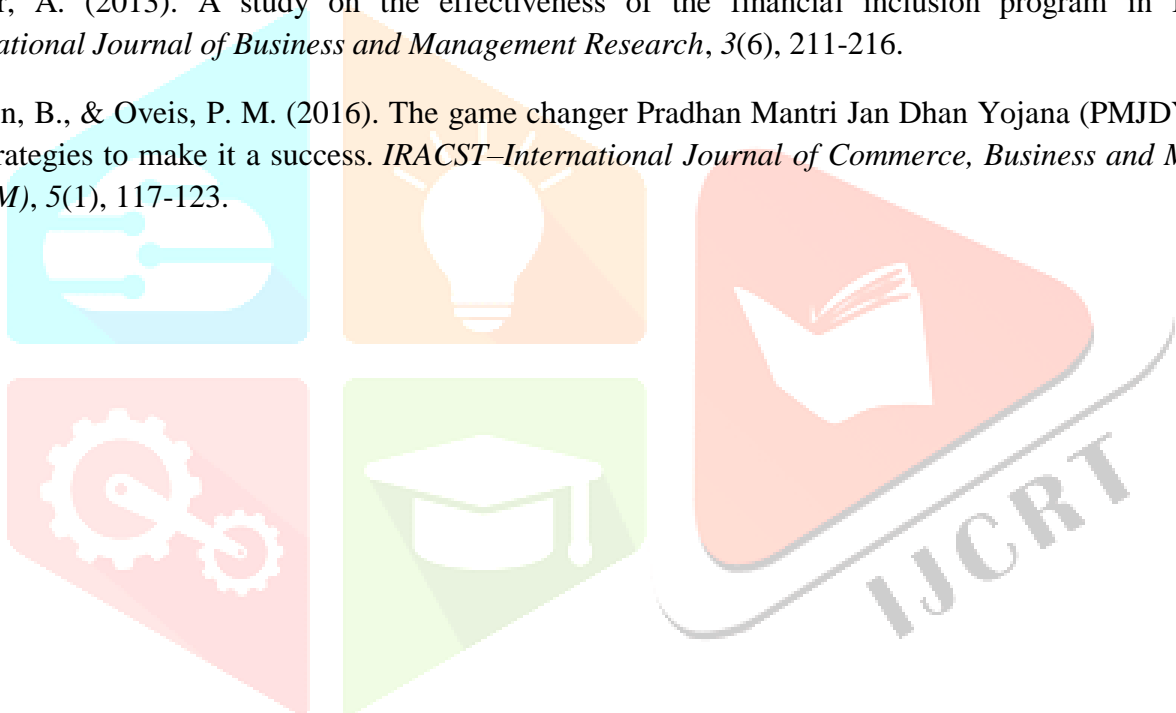 r, A. (2013). A study on the effectiveness of the financial inclusion program in
ational Journal of Business and Management Research, 3(6), 211-216.
n, B., & Oveis, P. M. (2016). The game changer Pradhan Mantri Jan Dhan Yojana (PMJDY
rategies to make it a success. IRACST–International Journal of Commerce, Business and M
M), 5(1), 117-123.
IJCRT